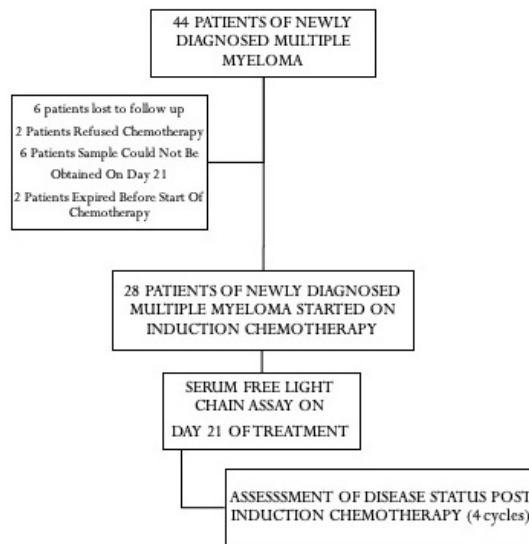 44 PATIENTS OF NEWLY
DIAGNOSED MULTIPLE
MYELOMA
6 patients lost to follow up
2 Patients Refused Chemotherapy
6 Patients Sample Could Not Be
Obtained On Day 21
2 Patients Expired Before Start Of
Chemotherapy
28 PATIENTS OF NEWLY DIAGNOSED
MULTIPLE MYELOMA STARTED ON
INDUCTION CHEMOTHERAPY
SERUM FREE LIGHT
CHAIN ASSAY ON
DAY 21 OF TREATMENT
ASSESSSMENT OF DISEASE STATUS POST
INDUCTION CHEMOTHERAPY (4 cycles)